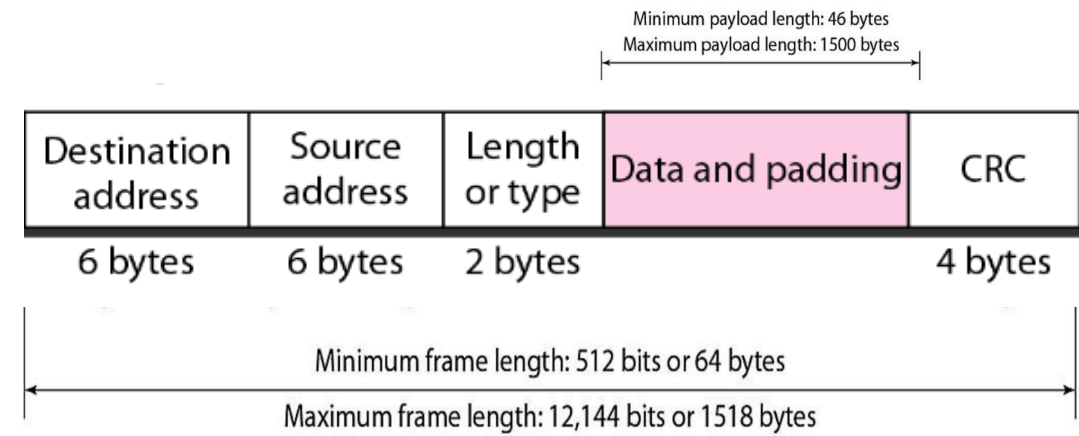 Minimum payload length: 46 bytes
Maximum payload length: 1500 bytes
Destination
address
Source
address
Length
or type
Data and padding
CRC
6 bytes
6 bytes
2 bytes
4 bytes
Minimum frame length: 512 bits or 64 bytes
Maximum frame length: 12,144 bits or 1518 bytes